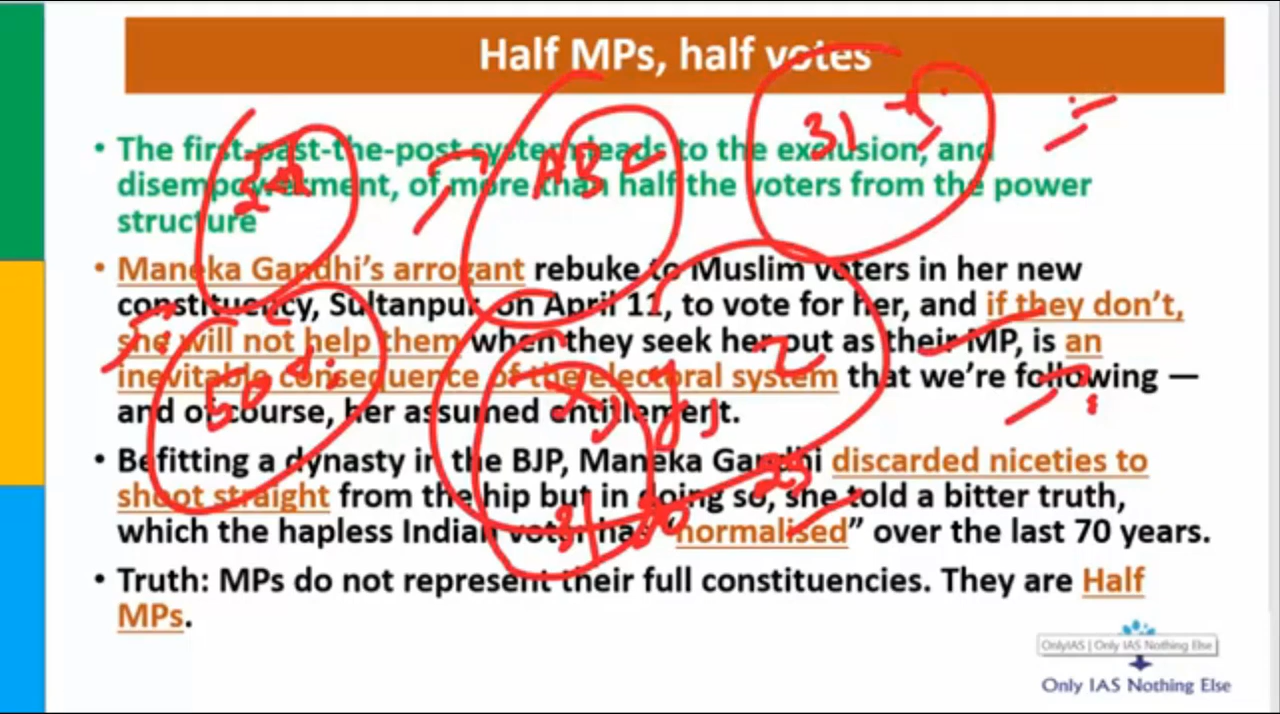 Half MPs, half votes
• The first-past-the-post system leads to the exclusion, and
disempowerment, of more than half the voters from the power
structure
• Maneka Gandhi's arrogant rebuke to Muslim voters in her new
constituency, Sultanpur, on April 11, to vote for her, and if they don't,
she will not help them when they seek her out as their MP, is an
inevitable consequence of the electoral system that we're following —
and of course, her assumed entitlement.
• Befitting a dynasty in the BJP, Maneka Gandhi discarded niceties to
shoot straight from the hip but in doing so, she told a bitter truth,
which the hapless Indian voter has "normalised" over the last 70 years.
• Truth: MPs do not represent their full constituencies. They are Half
MPs.
ABC
31
50
31
OnlyIAS | Only IAS Nothing Else
Only IAS Nothing Else